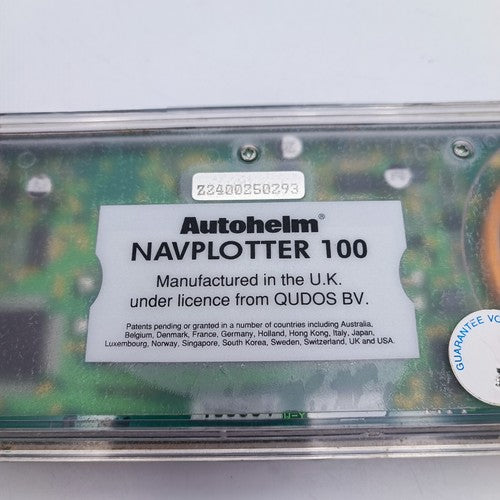 Z3400250293
Autohelm®
NAVPLOTTER 100
Manufactured in the U.K.
under licence from QUDOS BV.
Patents pending or granted in a number of countries including Australia,
Belgium, Denmark, France, Germany, Holland, Hong Kong, Italy, Japan,
Luxembourg, Norway, Singapore, South Korea, Sweden, Switzerland, UK and USA
GUARANTEE VO